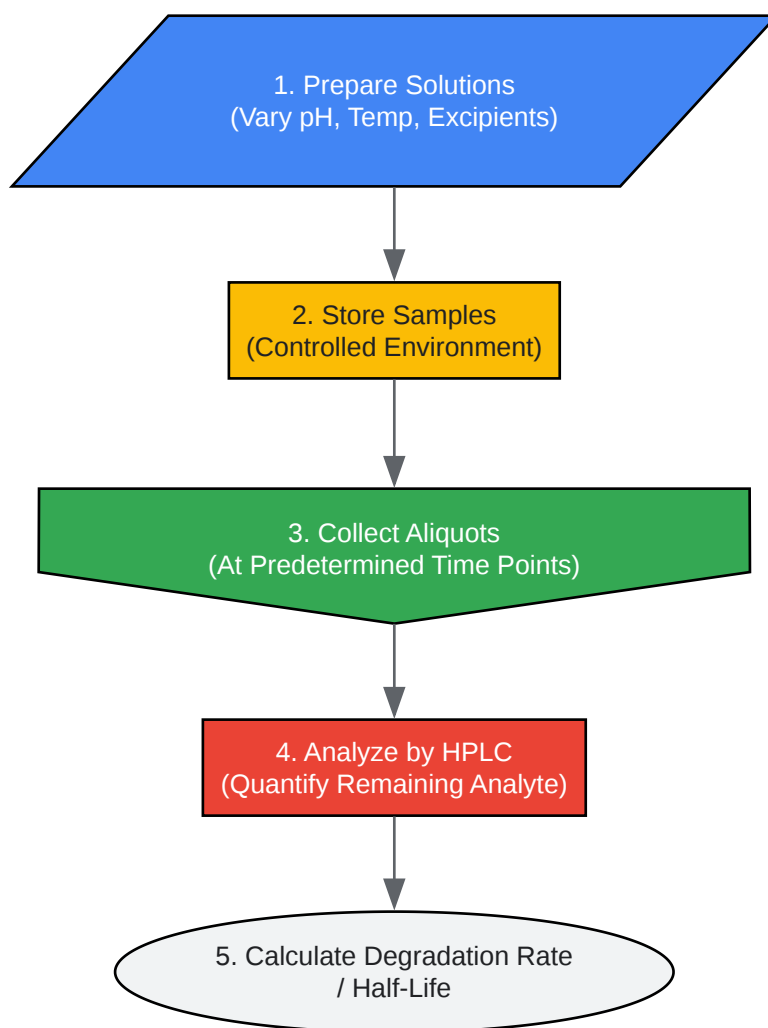 1. Prepare Solutions
(Vary pH, Temp, Excipients)
2. Store Samples
(Controlled Environment)
3. Collect Aliquots
(At Predetermined Time Points)
4. Analyze by HPLC
(Quantify Remaining Analyte)
5. Calculate Degradation Rate
/ Half-Life